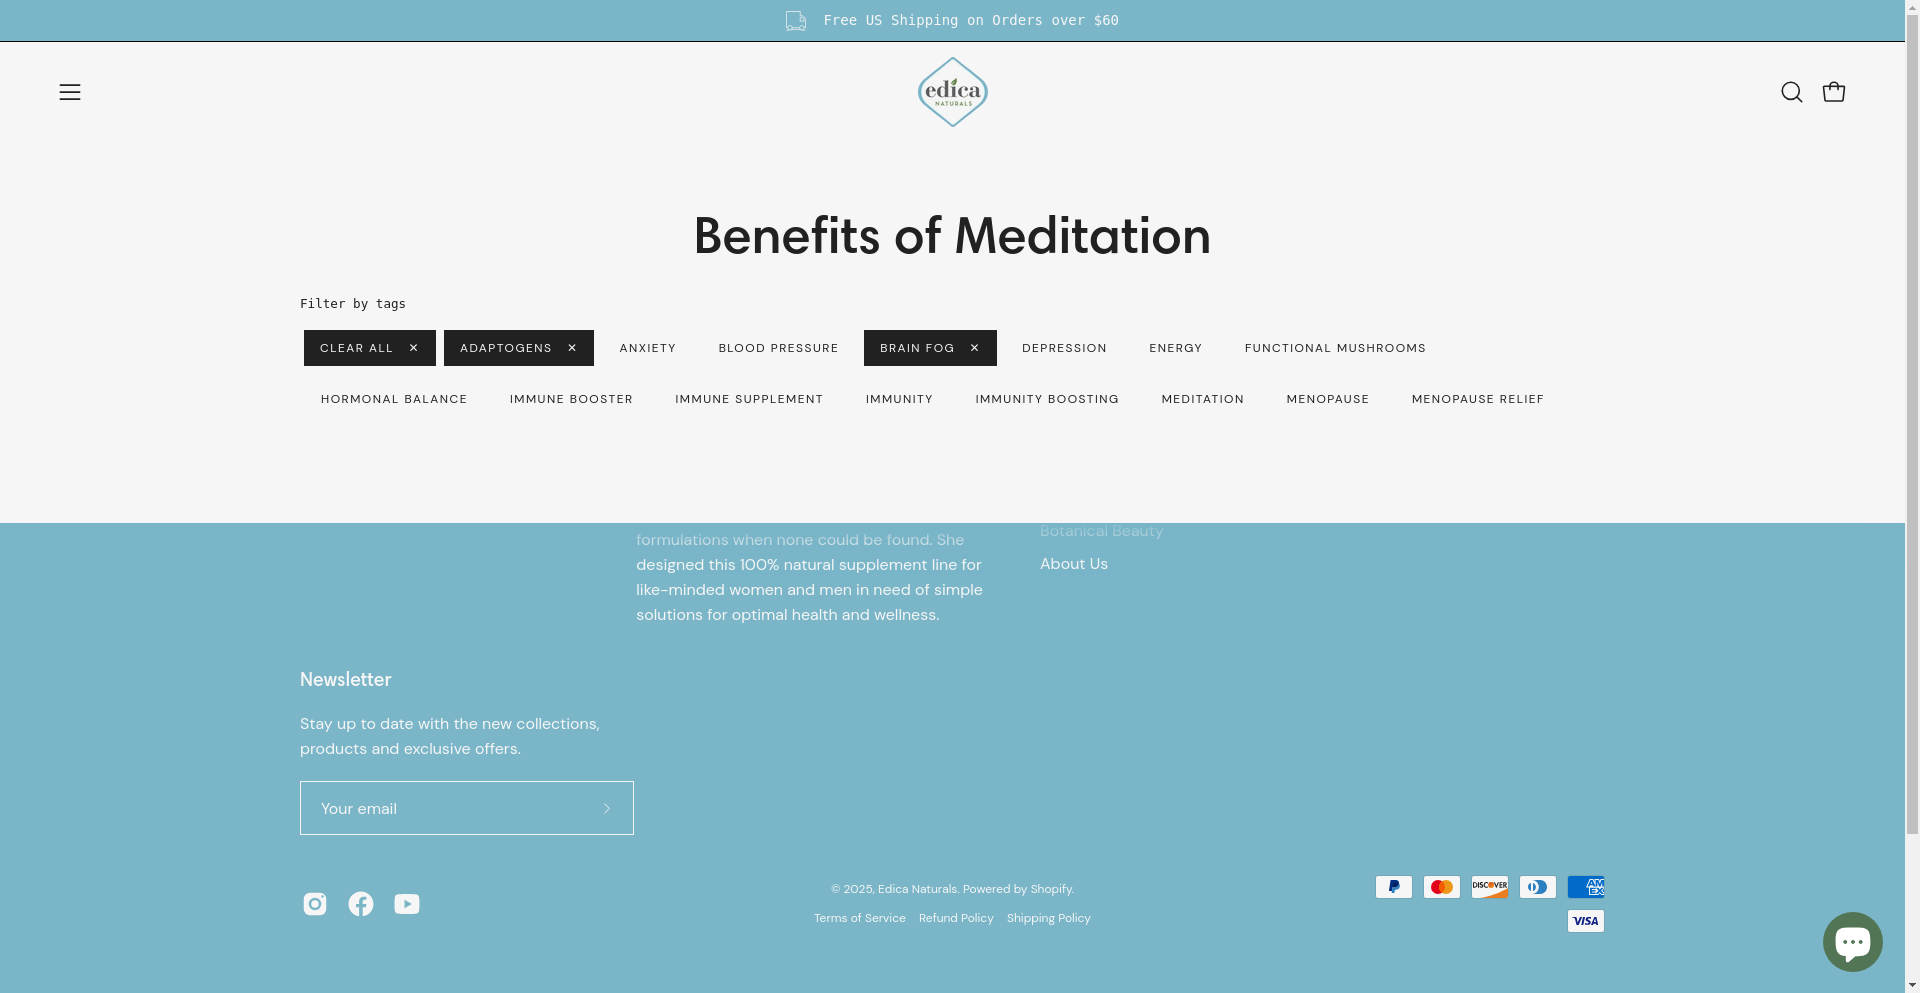 Free US Shipping on Orders over $60
edica
NATURALS
Benefits of Meditation
Filter by tags
CLEAR ALL ✕ ADAPTOGENS ✕ ANXIETY BLOOD PRESSURE BRAIN FOG ✕ DEPRESSION ENERGY FUNCTIONAL MUSHROOMS
HORMONAL BALANCE IMMUNE BOOSTER IMMUNE SUPPLEMENT IMMUNITY IMMUNITY BOOSTING MEDITATION MENOPAUSE MENOPAUSE RELIEF
formulations when none could be found. She
designed this 100% natural supplement line for
like-minded women and men in need of simple
solutions for optimal health and wellness.
Botanical Beauty
About Us
Newsletter
Stay up to date with the new collections,
products and exclusive offers.
Your email
© 2025, Edica Naturals. Powered by Shopify.
Terms of Service Refund Policy Shipping Policy
DISCOVER
AM
EX
VISA